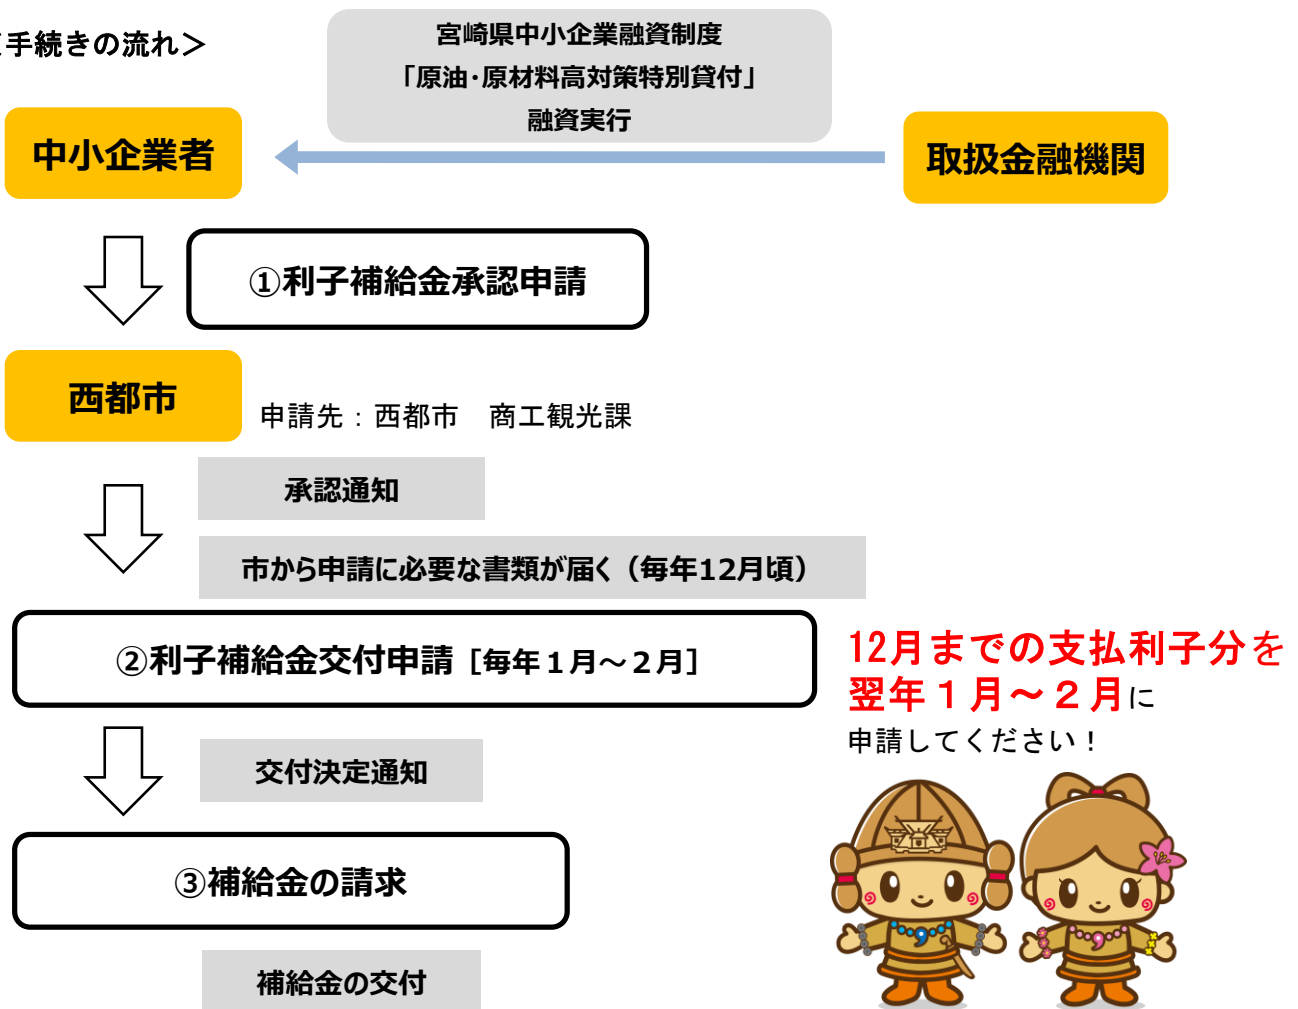 手続きの流れ＞
宮崎県中小企業融資制度
「原油･原材料高対策特別貸付」
融資実行
中小企業者
取扱金融機関
①利子補給金承認申請
西都市
申請先：西都市　商工観光課
承認通知
市から申請に必要な書類が届く（毎年12月頃）
②利子補給金交付申請［毎年１月～２月］
12月までの支払利子分を
翌年１月～２月に
申請してください！
交付決定通知
③補給金の請求
補給金の交付